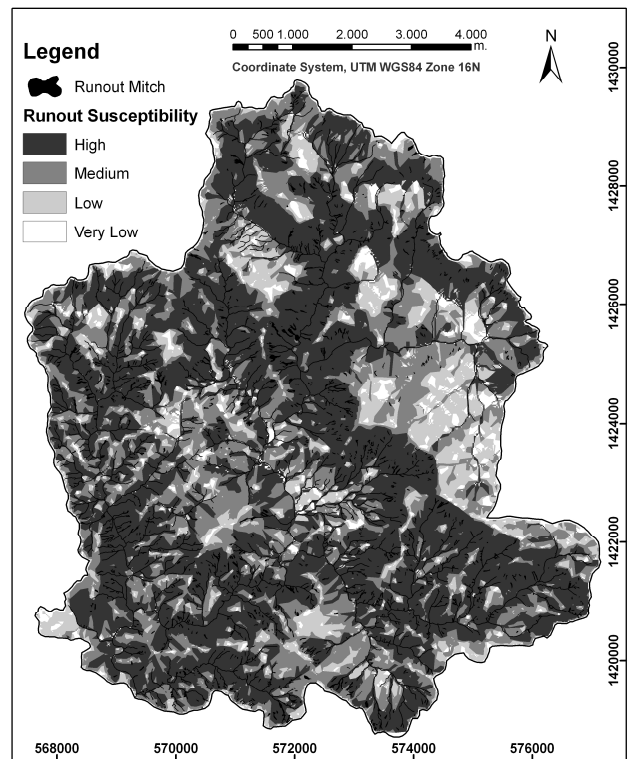 0 500 1.000 2.000 3.000 4.000
m.
Coordinate System, UTM WGS84 Zone 16N
N
Legend
Runout Mitch
Runout Susceptibility
High
Medium
Low
Very Low
1430000
1428000
1426000
1424000
1422000
1420000
568000 570000 572000 574000 576000